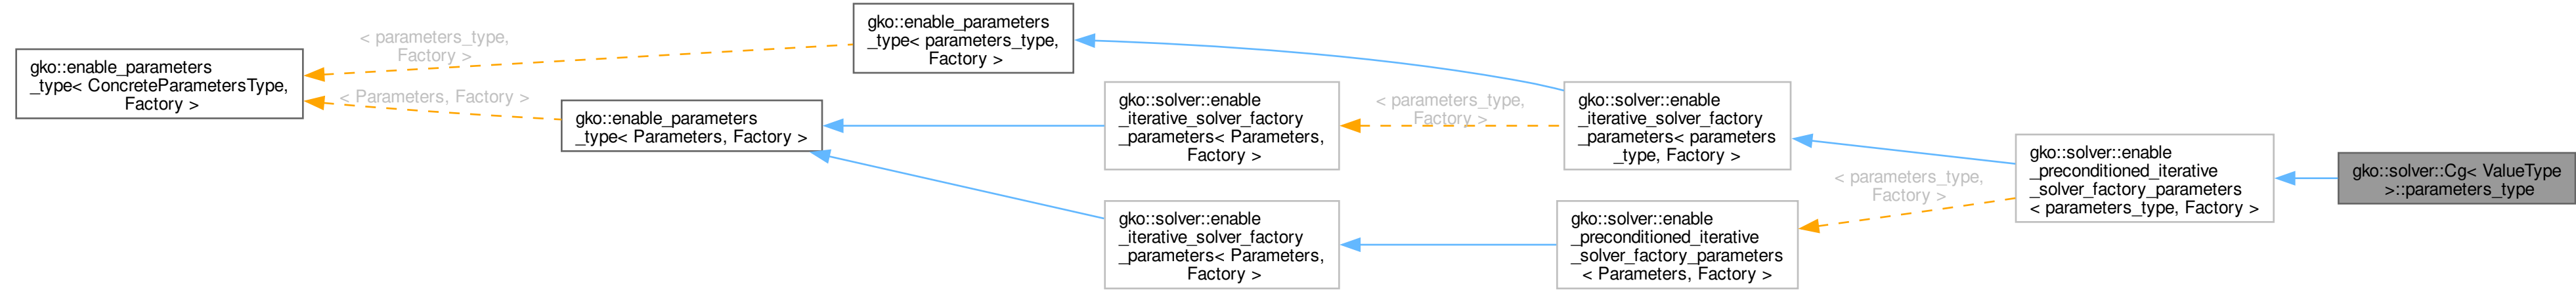 gko::enable_parameters
_type< ConcreteParametersType,
Factory >
< parameters_type,
Factory >
< Parameters, Factory >
gko::enable_parameters
_type< Parameters, Factory >
gko::enable_parameters
_type< parameters_type,
Factory >
gko::solver::enable
_iterative_solver_factory
_parameters< Parameters,
Factory >
gko::solver::enable
_iterative_solver_factory
_parameters< Parameters,
Factory >
< parameters_type,
Factory >
gko::solver::enable
_iterative_solver_factory
_parameters< parameters
_type, Factory >
gko::solver::enable
_preconditioned_iterative
_solver_factory_parameters
< Parameters, Factory >
< parameters_type,
Factory >
gko::solver::enable
_preconditioned_iterative
_solver_factory_parameters
< parameters_type, Factory >
gko::solver::Cg< ValueType
>::parameters_type